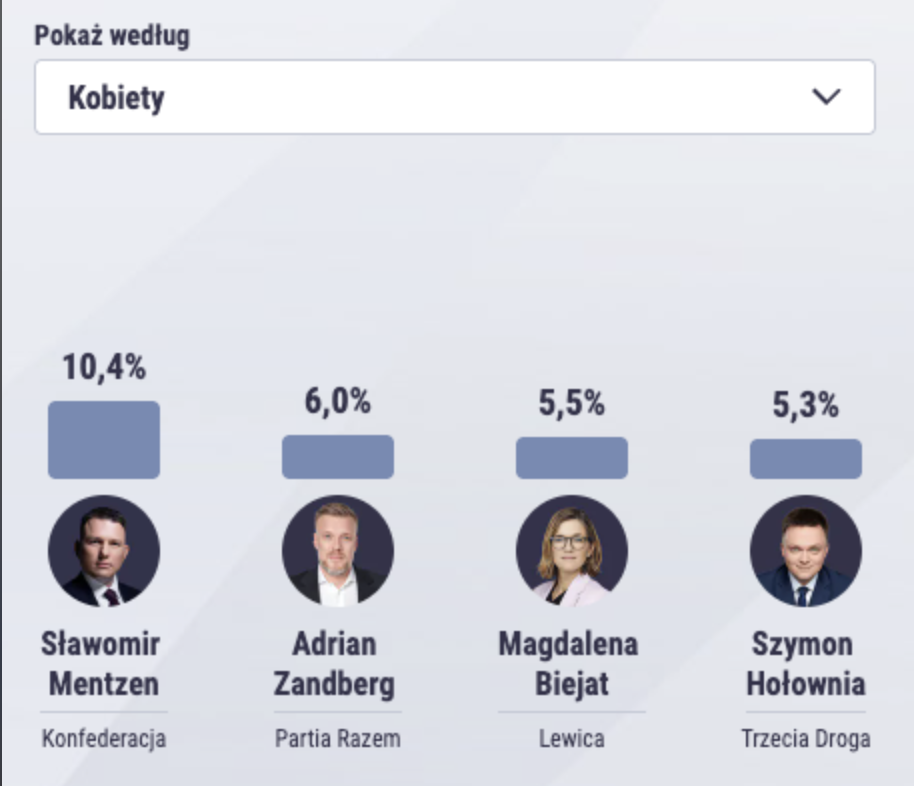 Pokaż według
Kobiety
10,4%
6,0%
5,5%
5,3%
Sławomir
Mentzen
Adrian
Zandberg
Magdalena
Biejat
Szymon
Hołownia
Konfederacja
Partia Razem
Lewica
Trzecia Droga